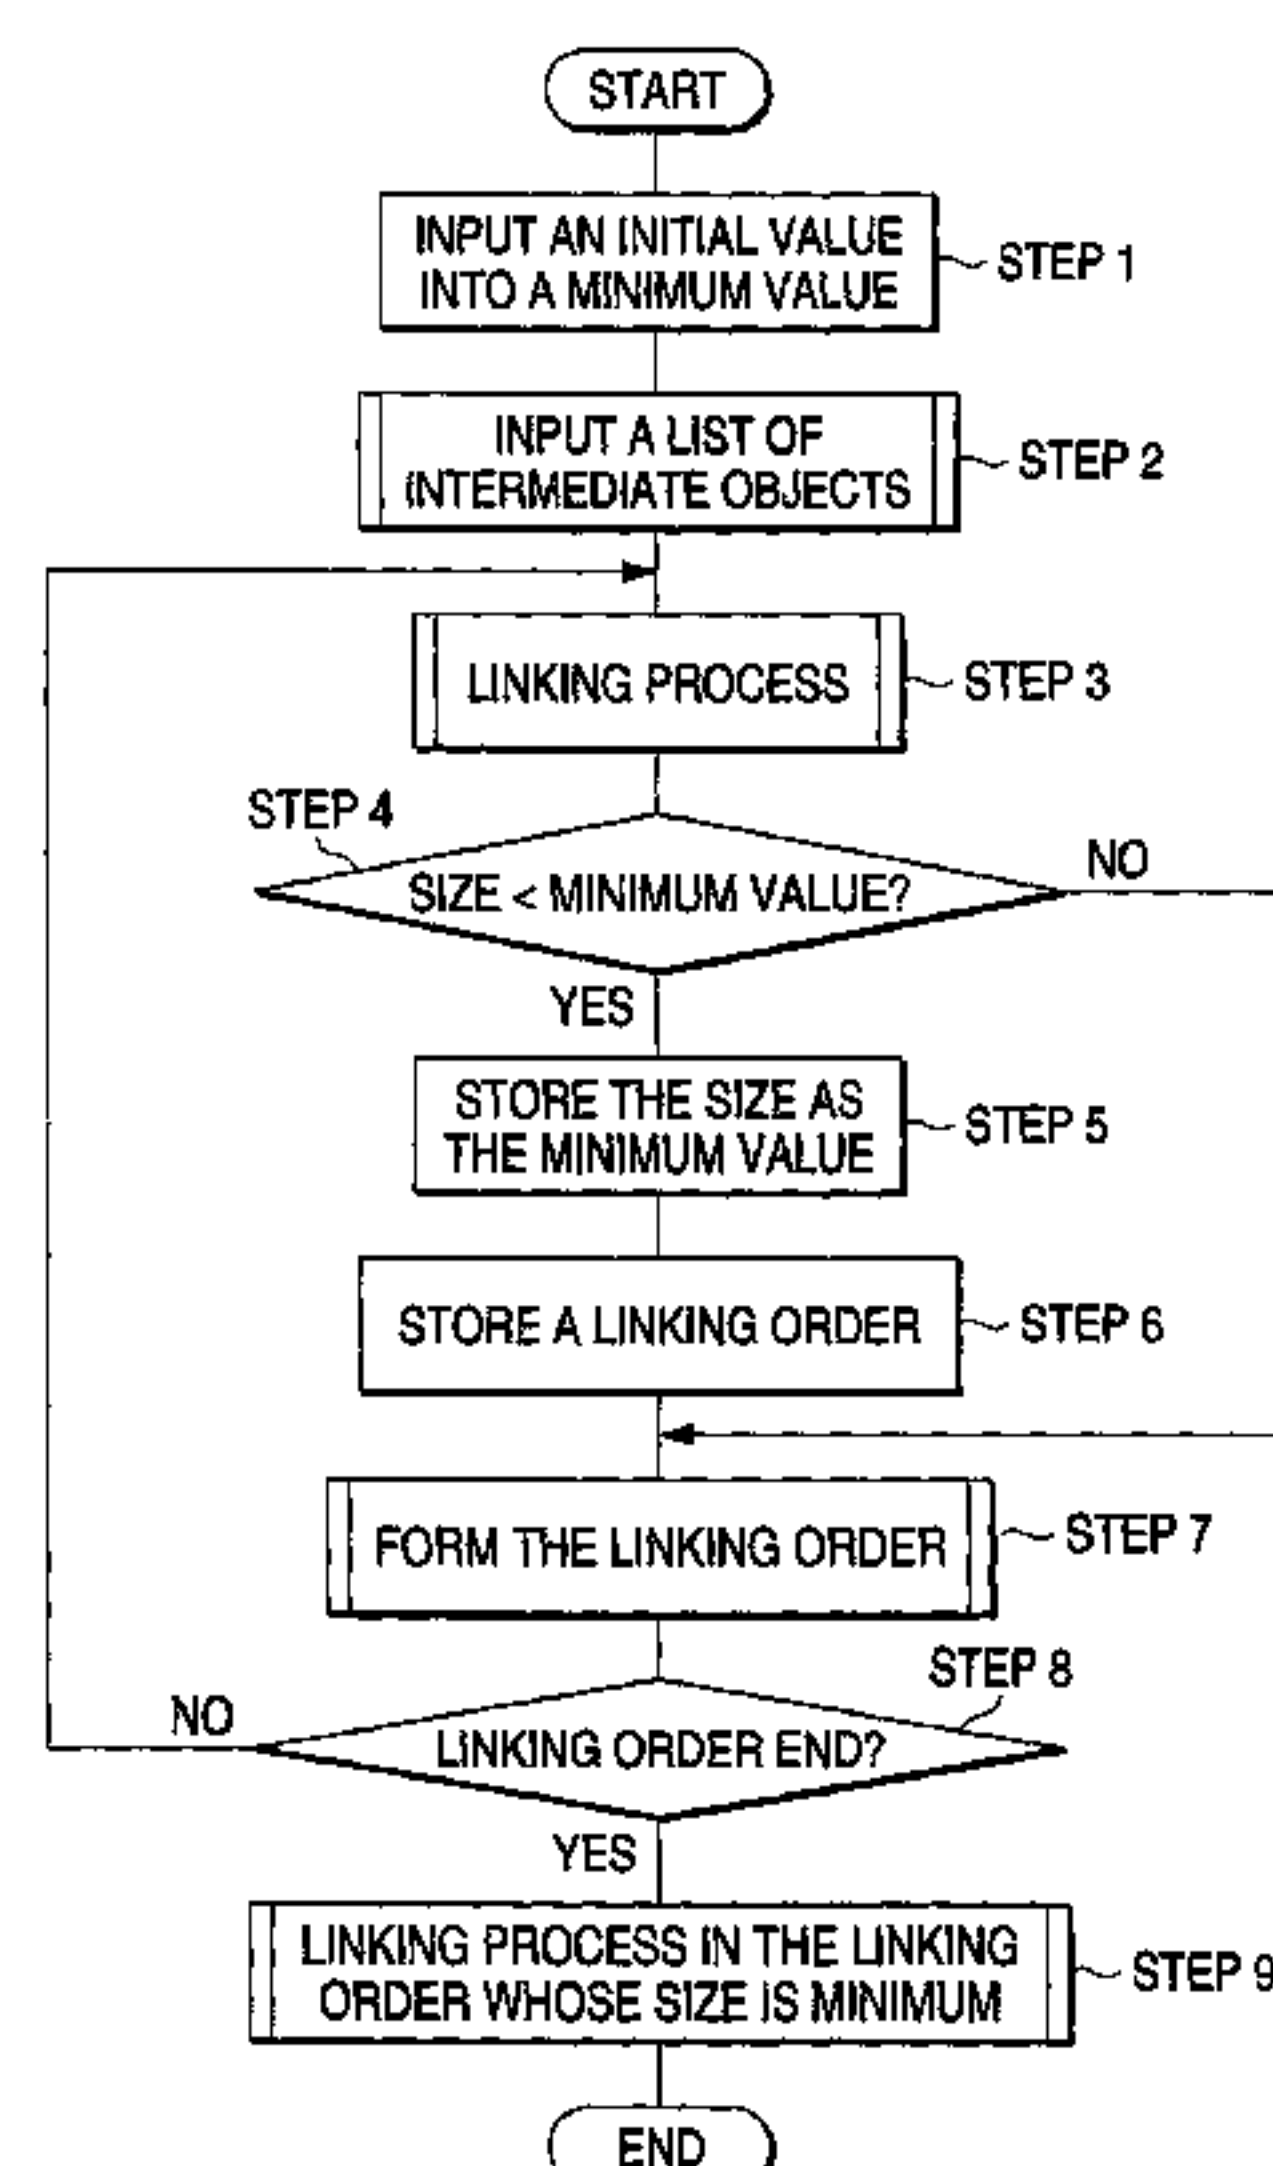 START
INPUT AN INITIAL VALUE
INTO A MINIMUM VALUE
STEP 1
INPUT A LIST OF
INTERMEDIATE OBJECTS
STEP 2
LINKING PROCESS
STEP 3
STEP 4
SIZE < MINIMUM VALUE?
NO
YES
STORE THE SIZE AS
THE MINIMUM VALUE
STEP 5
STORE A LINKING ORDER
STEP 6
FORM THE LINKING ORDER
STEP 7
STEP 8
NO
LINKING ORDER END?
YES
LINKING PROCESS IN THE LINKING
ORDER WHOSE SIZE IS MINIMUM
STEP 9
END